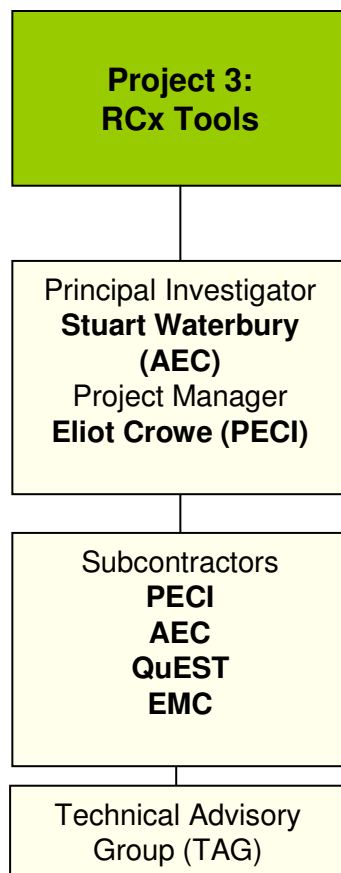 Project 3:
RCx Tools
Principal Investigator
Stuart Waterbury
(AEC)
Project Manager
Eliot Crowe (PECI)
Subcontractors
PECI
AEC
QuEST
EMC
Technical Advisory
Group (TAG)